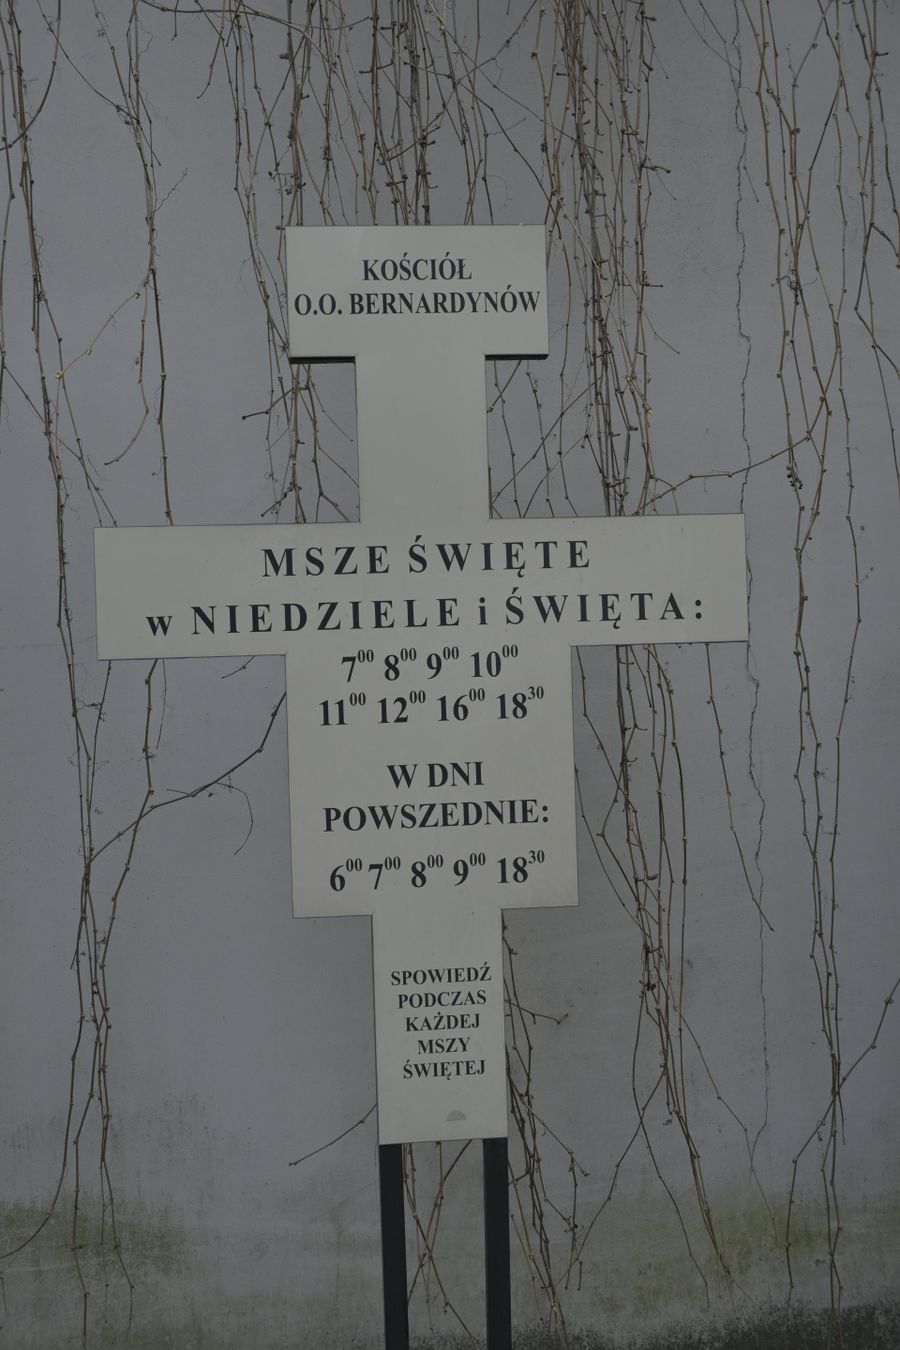 KOŚCIÓŁ
O.O. BERNARDYNÓW
MSZE ŚWIĘTE
w NIEDZIELE i ŚWIĘTA:
7⁰⁰ 8⁰⁰ 9⁰⁰ 10⁰⁰
11⁰⁰ 12⁰⁰ 16⁰⁰ 18³⁰
W DNI
POWSZEDNIE:
6⁰⁰ 7⁰⁰ 8⁰⁰ 9⁰⁰ 18³⁰
SPOWIEDŹ
PODCZAS
KAŻDEJ
MSZY
ŚWIĘTEJ